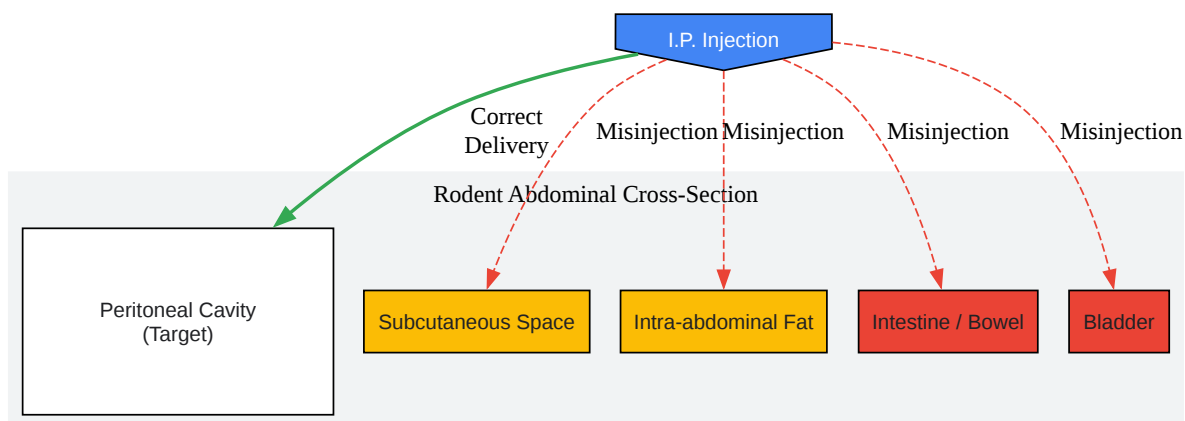 I.P. Injection
Correct
Delivery
Misinjection
Misinjection
Misinjection
Misinjection
Rodent Abdominal Cross-Section
Peritoneal Cavity
(Target)
Subcutaneous Space
Intra-abdominal Fat
Intestine / Bowel
Bladder